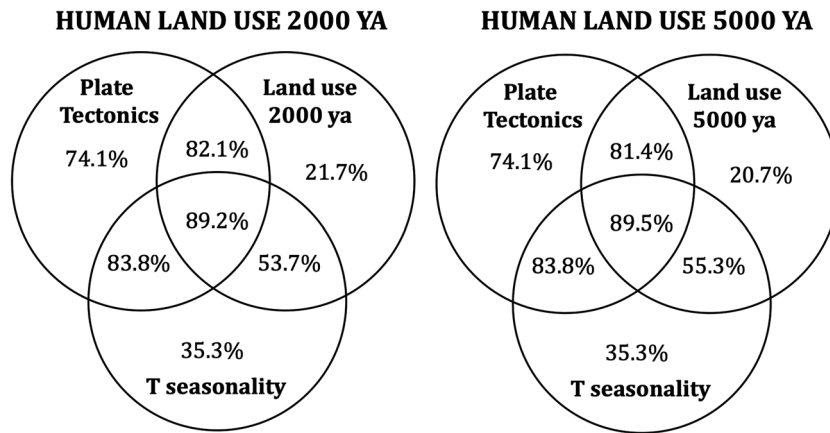 HUMAN LAND USE 2000 YA
Plate
Tectonics
74.1%
82.1%
Land use
2000 ya
21.7%
89.2%
83.8%
53.7%
35.3%
T seasonality
HUMAN LAND USE 5000 YA
Plate
Tectonics
74.1%
81.4%
Land use
5000 ya
20.7%
89.5%
83.8%
55.3%
35.3%
T seasonality